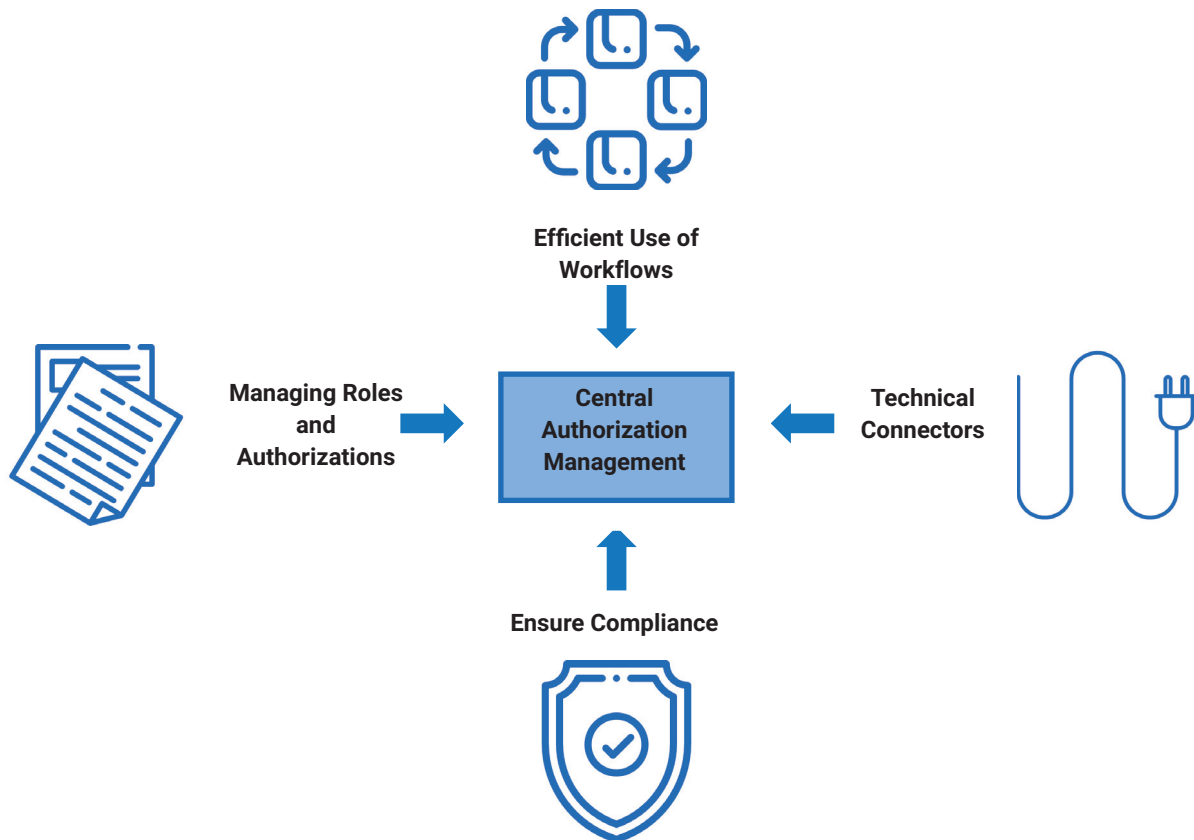 Efficient Use of
Workflows
Managing Roles
and
Authorizations
Central
Authorization
Management
Technical
Connectors
Ensure Compliance